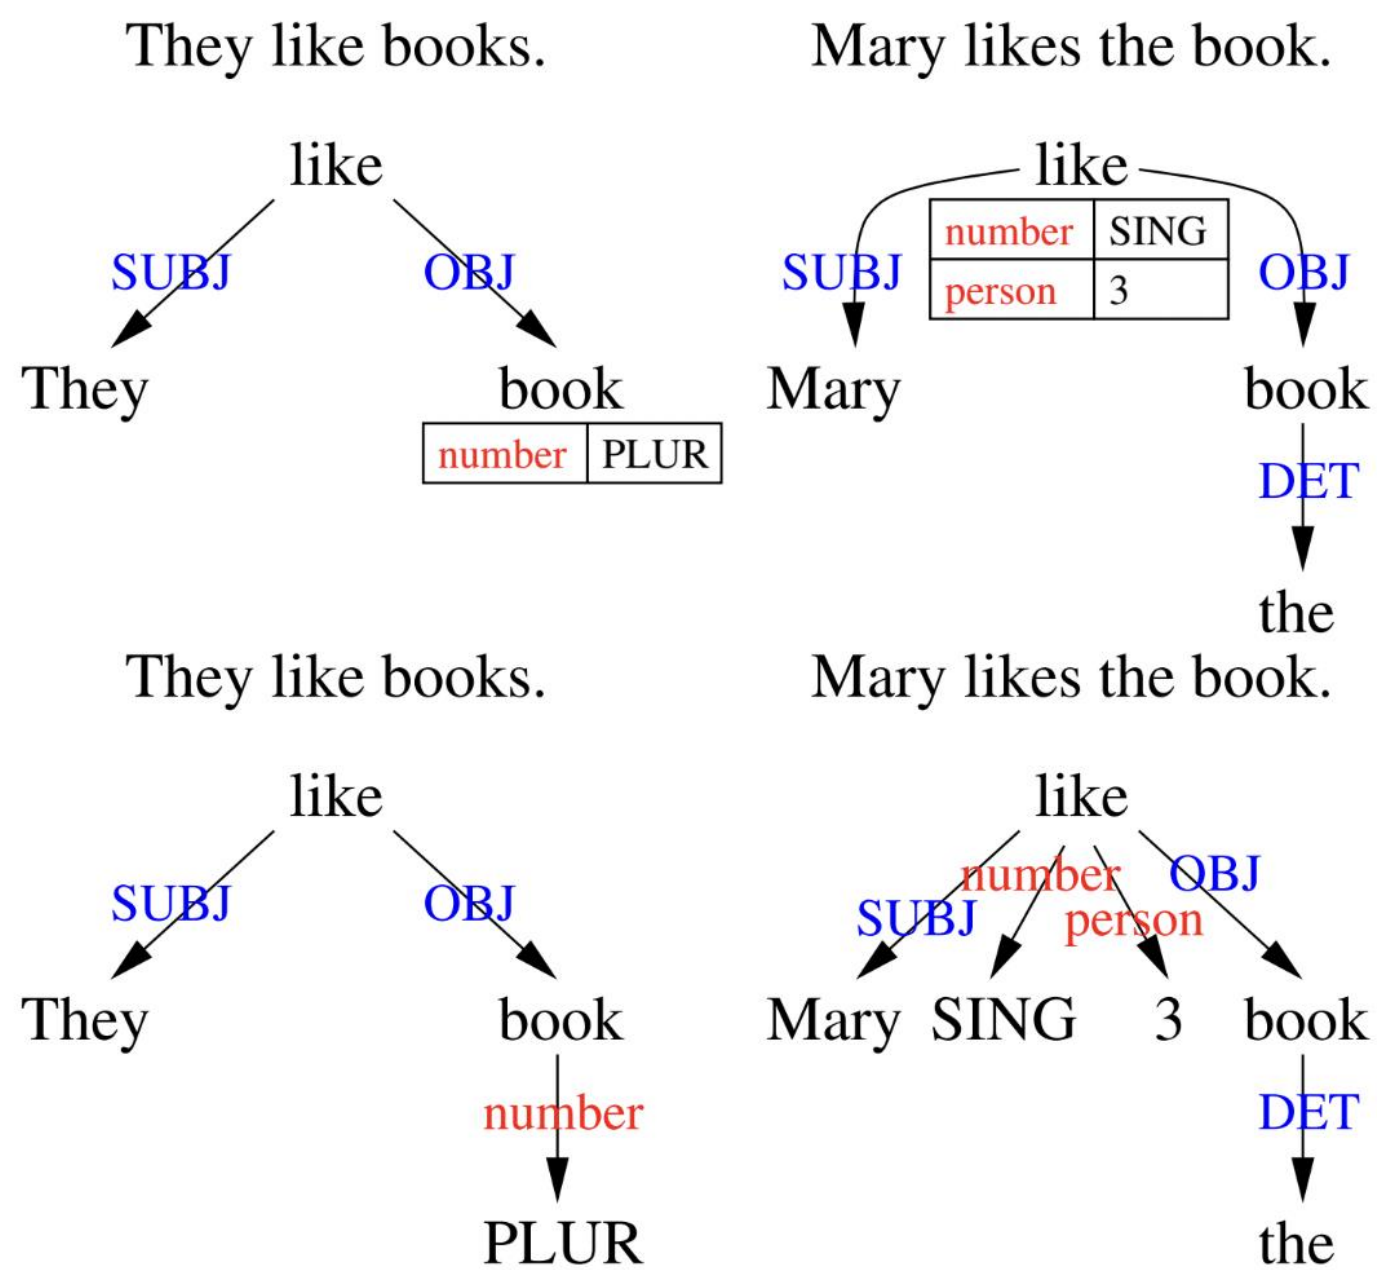 They like books. Mary likes the book.
like like
number SING
SUBJ OBJ SUBJ person 3 OBJ
They book Mary book
number PLUR DET
the
They like books. Mary likes the book.
like like
number OBJ
SUBJ OBJ SUBJ person
They book Mary SING 3 book
number DET
PLUR the